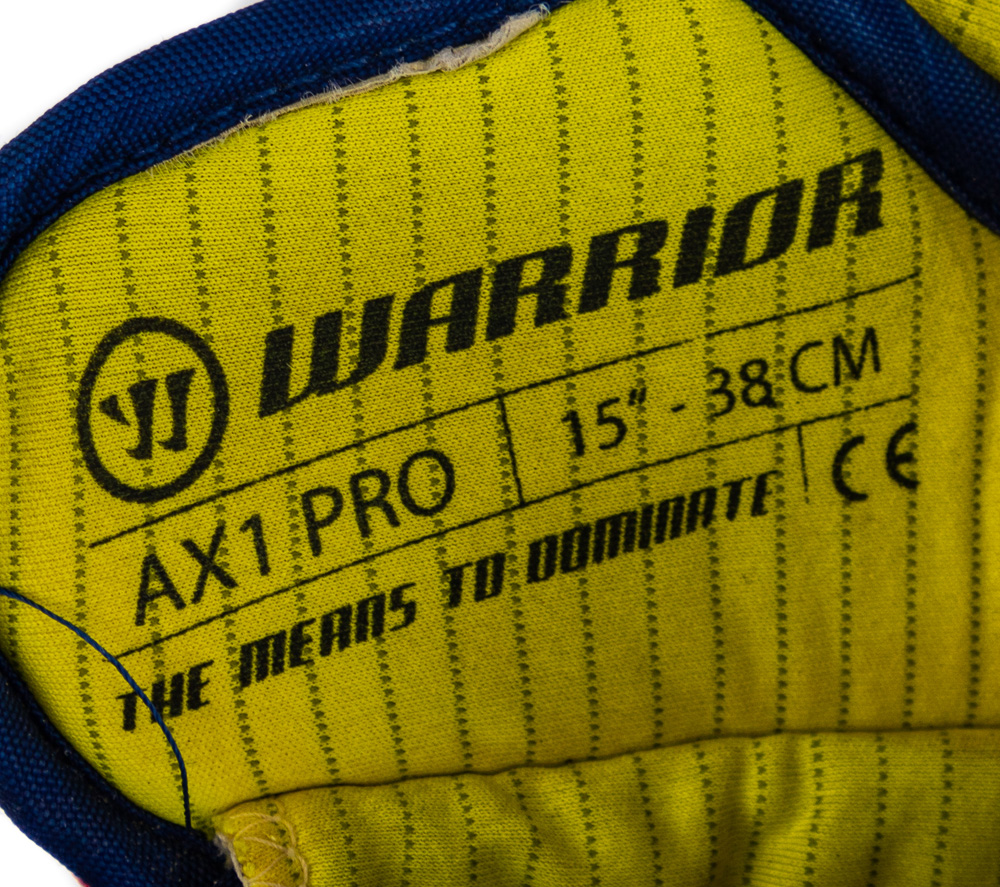 WARRIOR
AX1 PRO 15" - 38 CM
THE MEANS TO DOMINATE CE